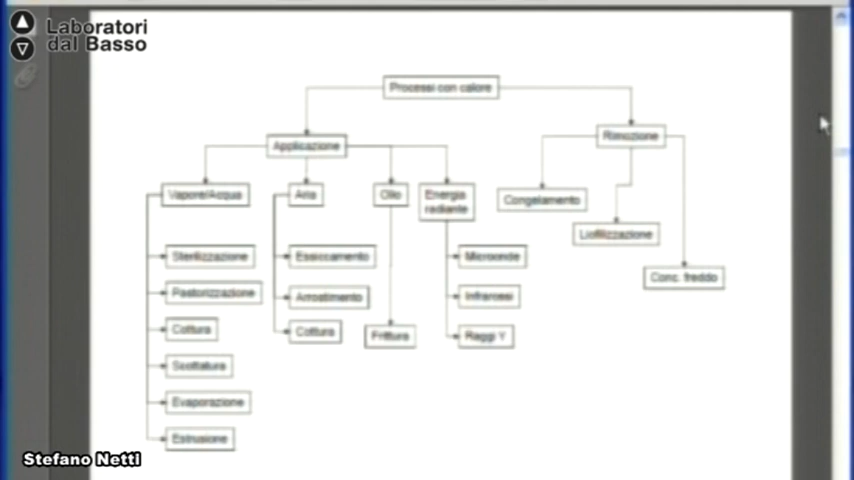 Laboratori
dal Basso
Processi con calore
Applicazione
Rimozione
Vapore/Acqua
Aria
Olio
Energia
radiante
Congelamento
Liofilizzazione
Conc. freddo
Sterilizzazione
Pastorizzazione
Cottura
Scottatura
Evaporazione
Estrusione
Essiccamento
Arrostimento
Cottura
Frittura
Microonde
Infrarossi
Raggi Y
Stefano Netti